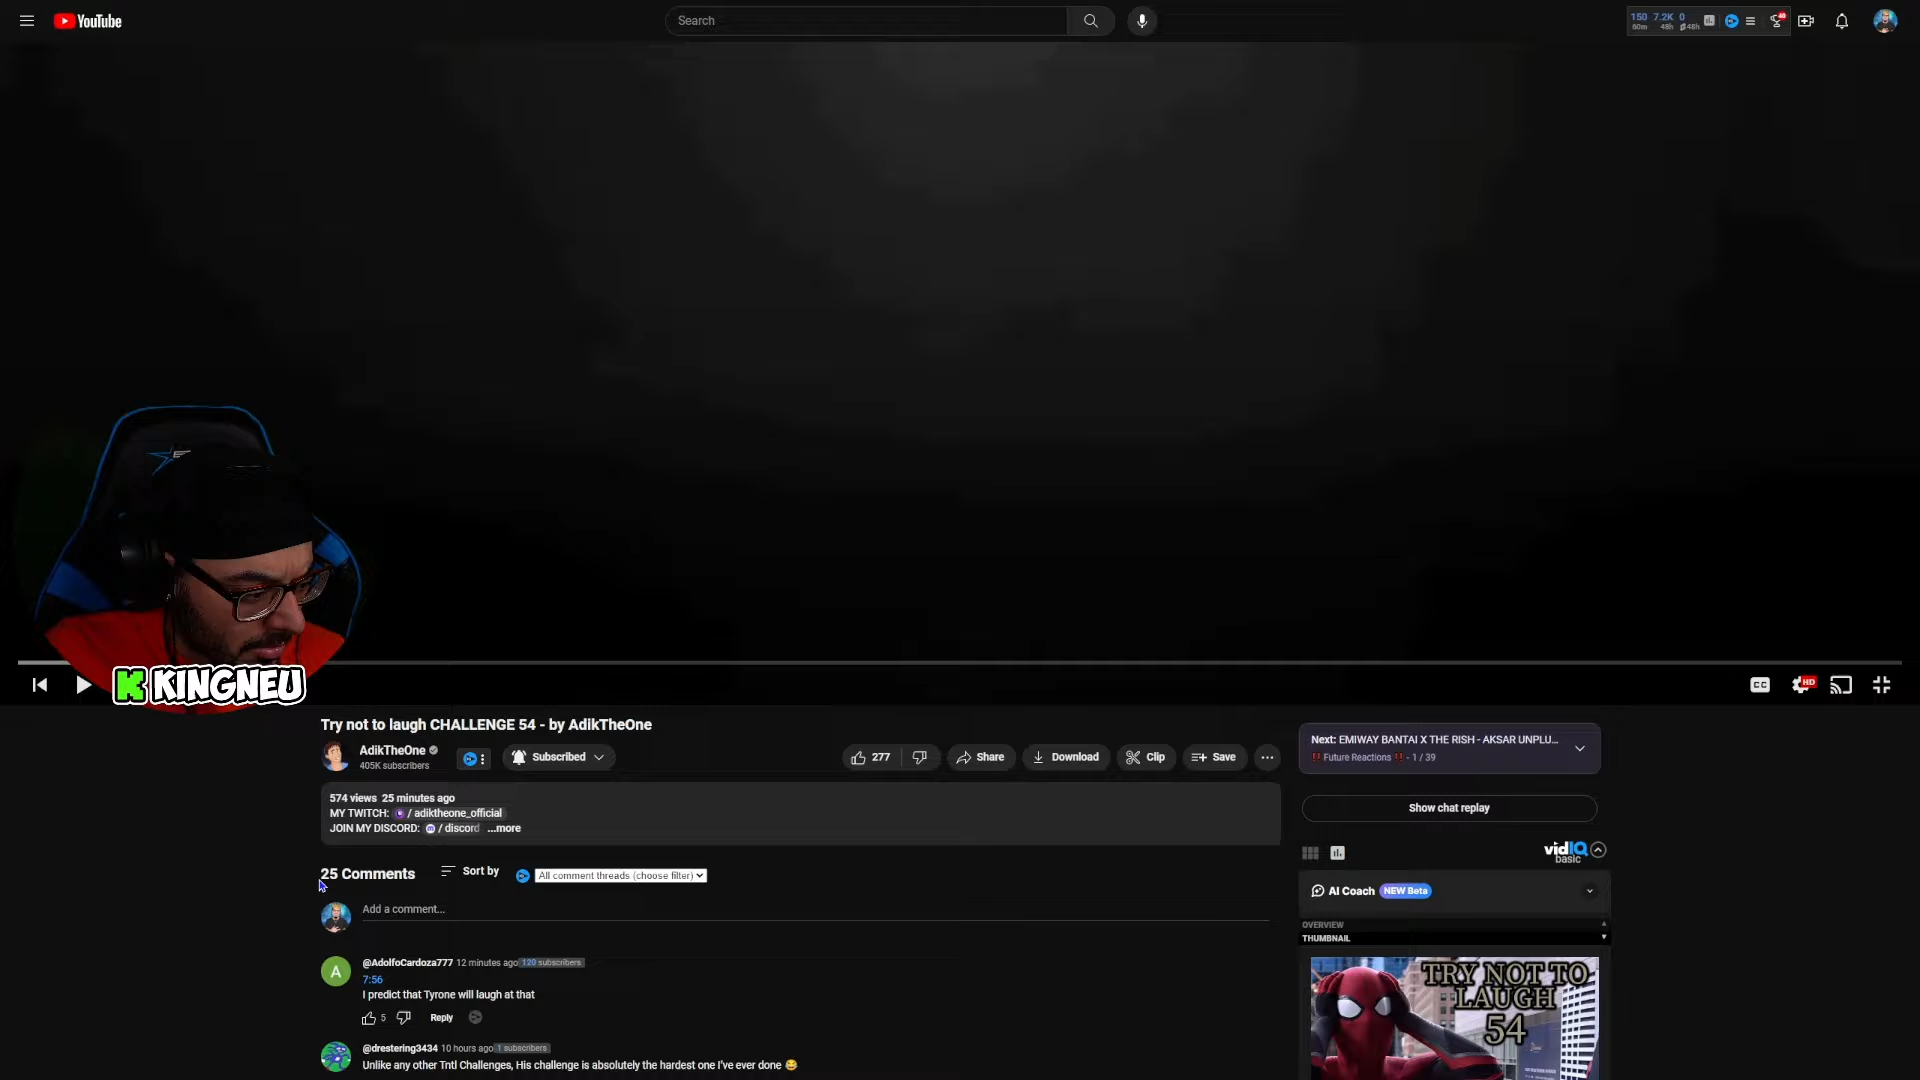 YouTube
Search
150 7.2K 0
60m 48h 48h
HD
CC
K KINGNEU
Try not to laugh CHALLENGE 54 - by AdikTheOne
AdikTheOne
405K subscribers
Subscribed
277
Share
Download
Clip
Save
574 views 25 minutes ago
MY TWITCH: / adiktheone_official
JOIN MY DISCORD: / discord ...more
25 Comments
Sort by
All comment threads (choose filter)
Add a comment...
@AdolfoCardoza777 12 minutes ago 120 subscribers
7:56
I predict that Tyrone will laugh at that
5
Reply
@drestering3434 10 hours ago 1 subscribers
Unlike any other Tntl Challenges, His challenge is absolutely the hardest one I've ever done 😂
Next: EMIWAY BANTAI X THE RISH - AKSAR UNPLU...
‼️ Future Reactions ‼️ - 1 / 39
Show chat replay
vidIQ
basic
AI Coach NEW Beta
OVERVIEW
THUMBNAIL
TRY NOT TO
LAUGH
54